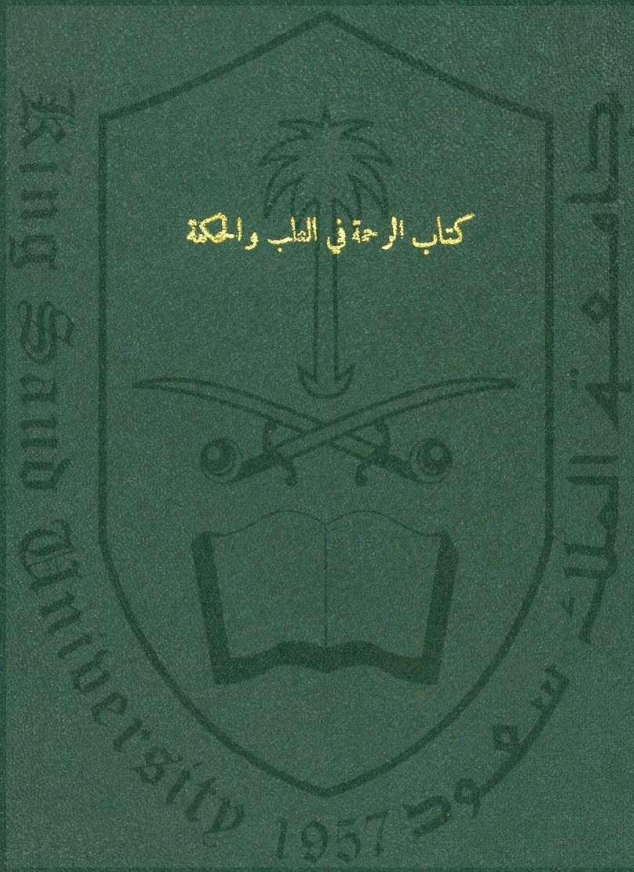 كتاب الرحمة في الطب والحكمة
King Saud University 1957
جامعة الملك سعود